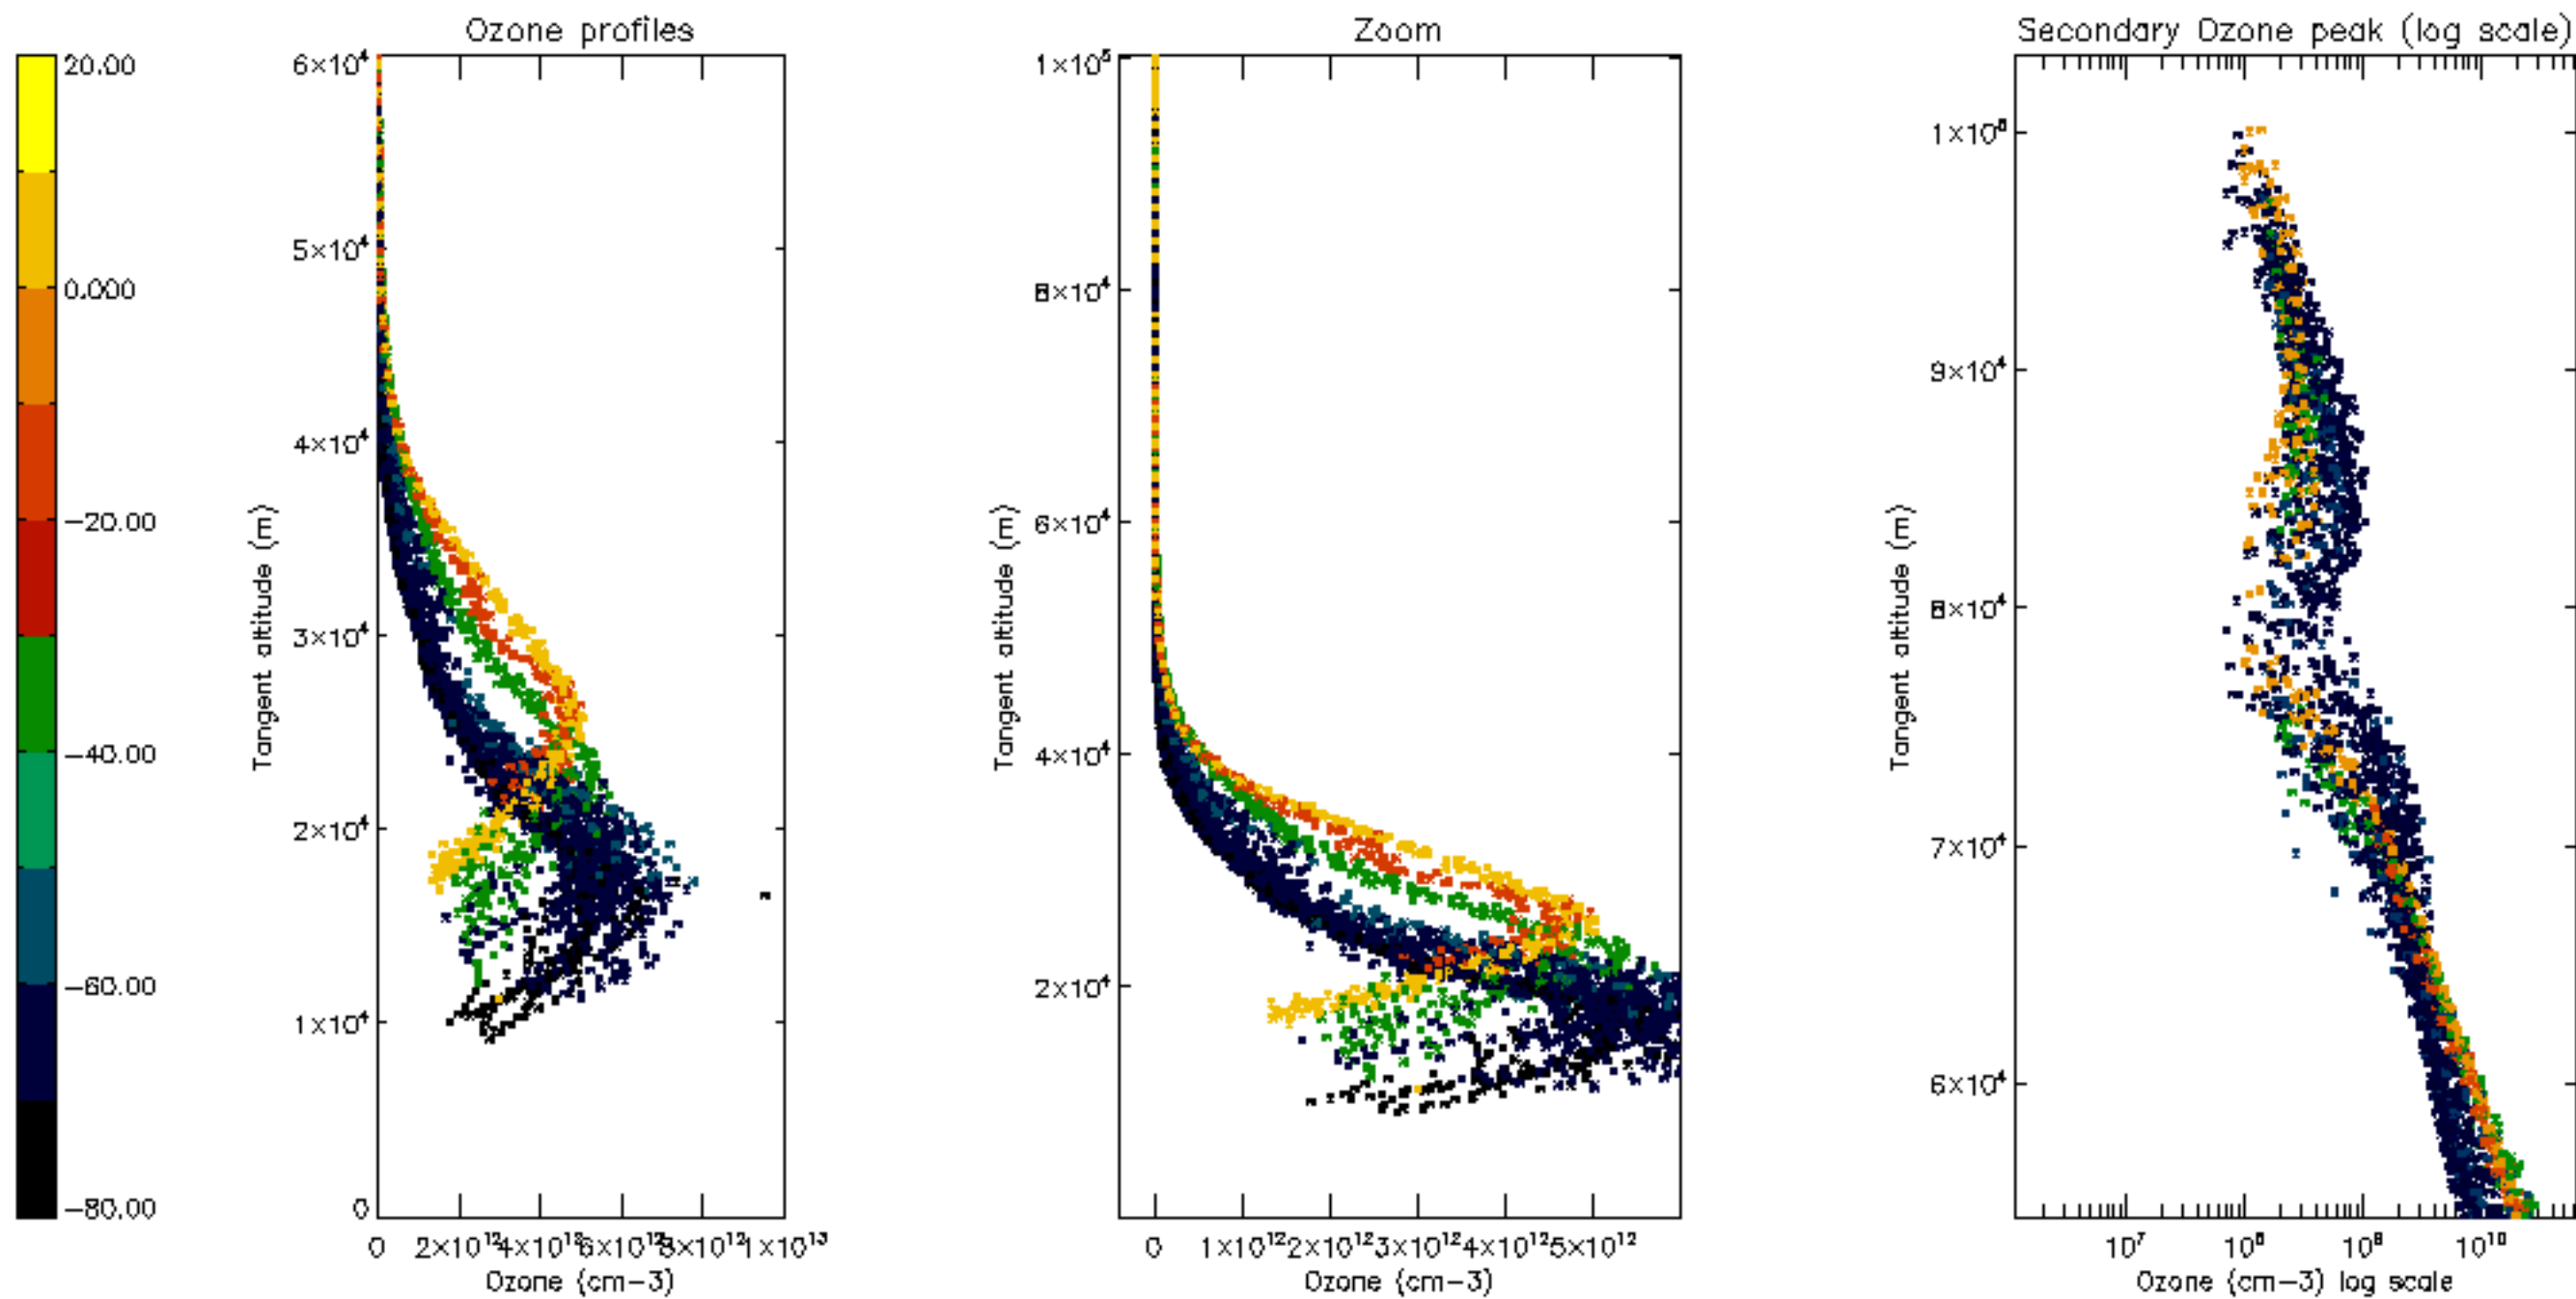 Ozone profiles
Zoom
Secondary Ozone peak (log scale)
20.00
0.000
−20.00
−40.00
−60.00
−80.00
6×10⁴
5×10⁴
4×10⁴
3×10⁴
2×10⁴
1×10⁴
0
Tangent altitude (m)
0 2×10¹² 4×10¹² 6×10¹² 8×10¹² 1×10¹³
Ozone (cm−3)
1×10⁵
8×10⁴
6×10⁴
4×10⁴
2×10⁴
Tangent altitude (m)
0 1×10¹² 2×10¹² 3×10¹² 4×10¹² 5×10¹²
Ozone (cm−3)
1×10⁵
9×10⁴
8×10⁴
7×10⁴
6×10⁴
Tangent altitude (m)
10⁷ 10⁸ 10⁹ 10¹⁰
Ozone (cm−3) log scale